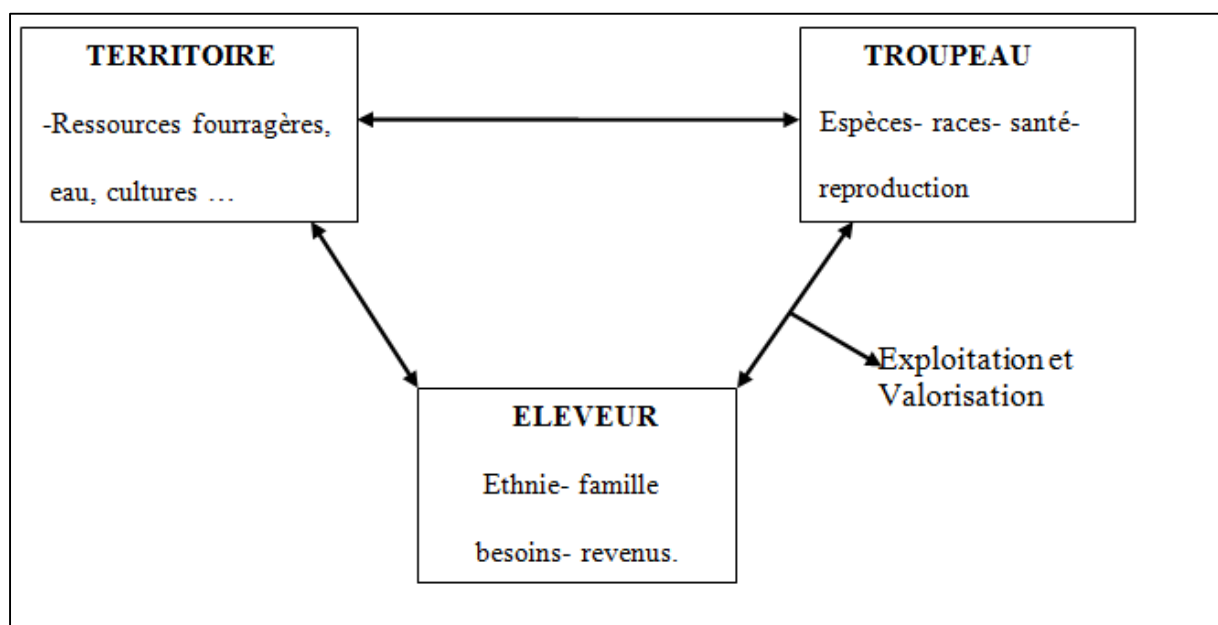 TERRITOIRE
-Ressources fourragères,
eau, cultures ...
TROUPEAU
Espèces- races- santé-
reproduction
Exploitation et
Valorisation
ELEVEUR
Ethnie- famille
besoins- revenus.